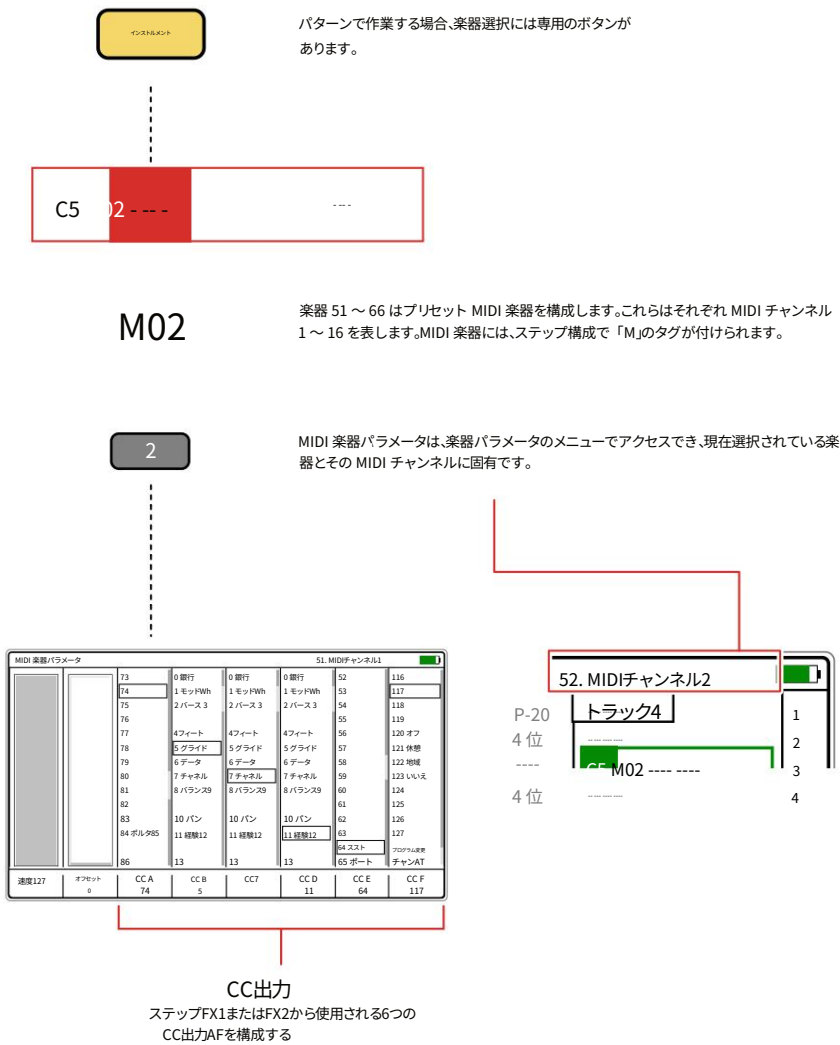 インストルメント
パターンで作業する場合、楽器選択には専用のボタンが
あります。
C5 02 - -- - - --- -
M02
楽器 51 ～ 66 はプリセット MIDI 楽器を構成します。これらはそれぞれ MIDI チャンネル
1 ～ 16 を表します。MIDI 楽器には、ステップ構成で 「M」のタグが付けられます。
2
MIDI 楽器パラメータは、楽器パラメータのメニューでアクセスでき、現在選択されている楽
器とその MIDI チャンネルに固有です。
MIDI 楽器パラメータ 51. MIDIチャンネル1
73 0 銀行 0 銀行 0 銀行 52 116
74 1 モッドWh 1 モッドWh 1 モッドWh 53 117
75 2 バース 3 2 バース 3 2 バース 3 54 118
76 55 119
77 4フィート 4フィート 4フィート 56 120 オフ
78 5 グライド 5 グライド 5 グライド 57 121 休憩
79 6 データ 6 データ 6 データ 58 122 地域
80 7 チャネル 7 チャネル 7 チャネル 59 123 いいえ
81 8 バランス9 8 バランス9 8 バランス9 60 124
82 61 125
83 10 パン 10 パン 10 パン 62 126
84 ポルタ85 11 経験12 11 経験12 11 経験12 63 127
64 ススト プログラム変更
86 13 13 13 65 ポート チャンAT
速度127 オフセット CC A CC B CC7 CC D CC E CC F
0 74 5 11 64 117
52. MIDIチャンネル2
P-20 トラック4 1
4 位 ---------- 2
---- C5 M02 ---- ---- 3
4 位 ---------- 4
CC出力
ステップFX1またはFX2から使用される6つの
CC出力AFを構成する